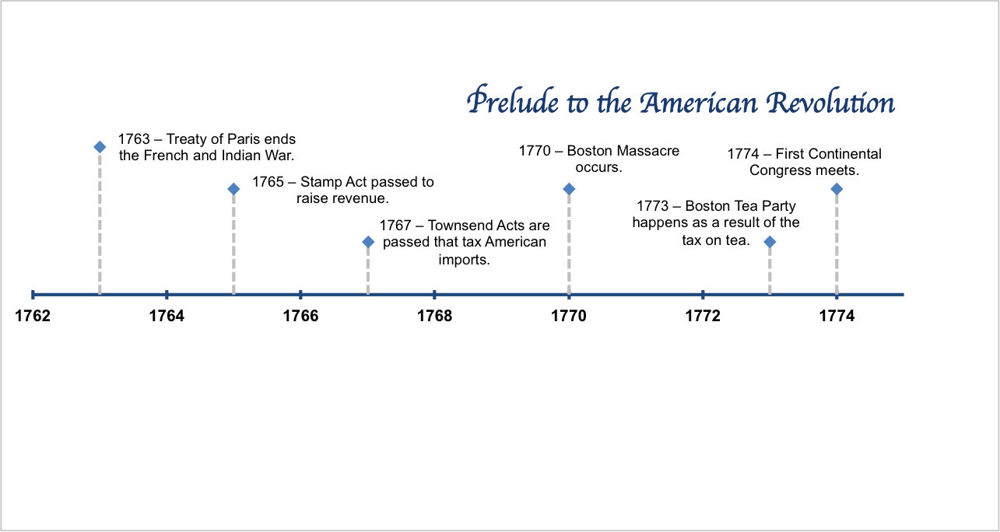 Prelude to the American Revolution
1763 – Treaty of Paris ends
the French and Indian War.
1765 – Stamp Act passed to
raise revenue.
1767 – Townsend Acts are
passed that tax American
imports.
1770 – Boston Massacre
occurs.
1773 – Boston Tea Party
happens as a result of the
tax on tea.
1774 – First Continental
Congress meets.
1762 1764 1766 1768 1770 1772 1774